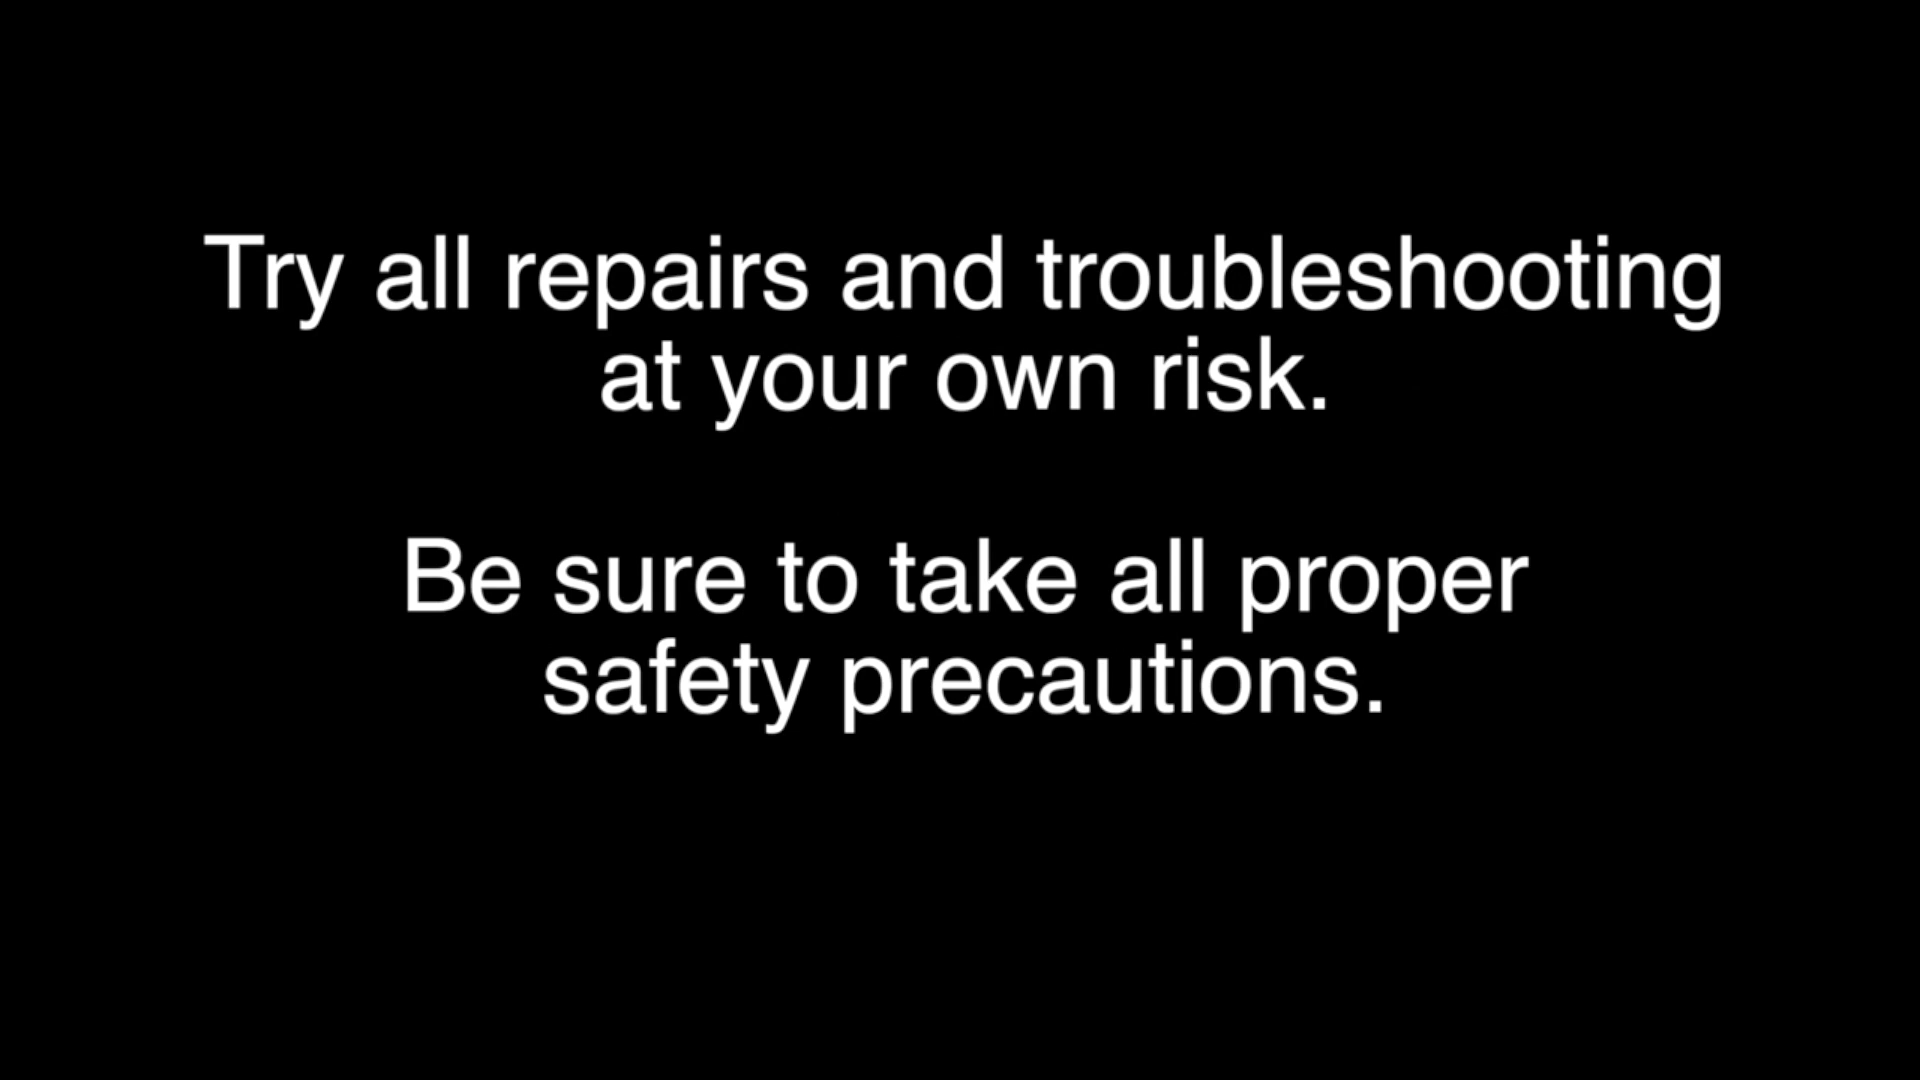 Try all repairs and troubleshooting
at your own risk.
Be sure to take all proper
safety precautions.